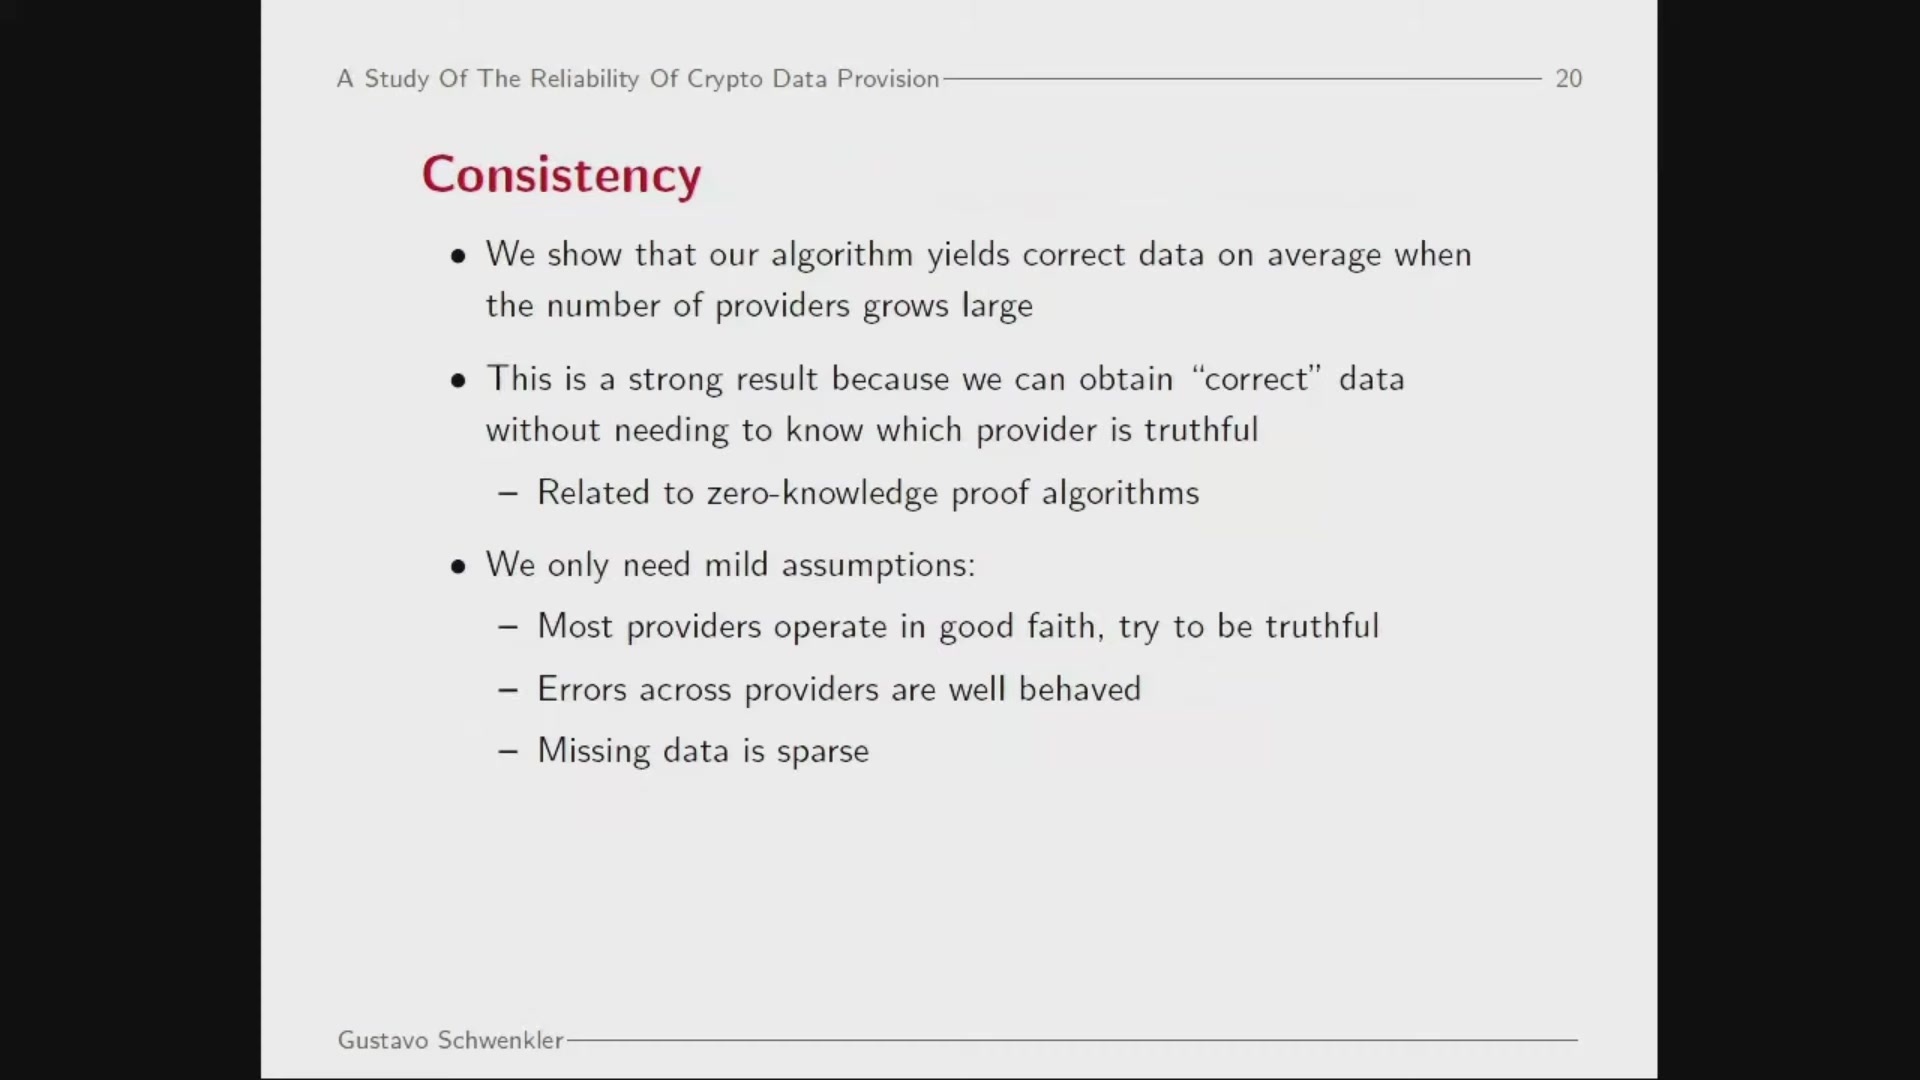 A Study Of The Reliability Of Crypto Data Provision 20
Consistency
• We show that our algorithm yields correct data on average when
the number of providers grows large
• This is a strong result because we can obtain “correct” data
without needing to know which provider is truthful
– Related to zero-knowledge proof algorithms
• We only need mild assumptions:
– Most providers operate in good faith, try to be truthful
– Errors across providers are well behaved
– Missing data is sparse
Gustavo Schwenkler